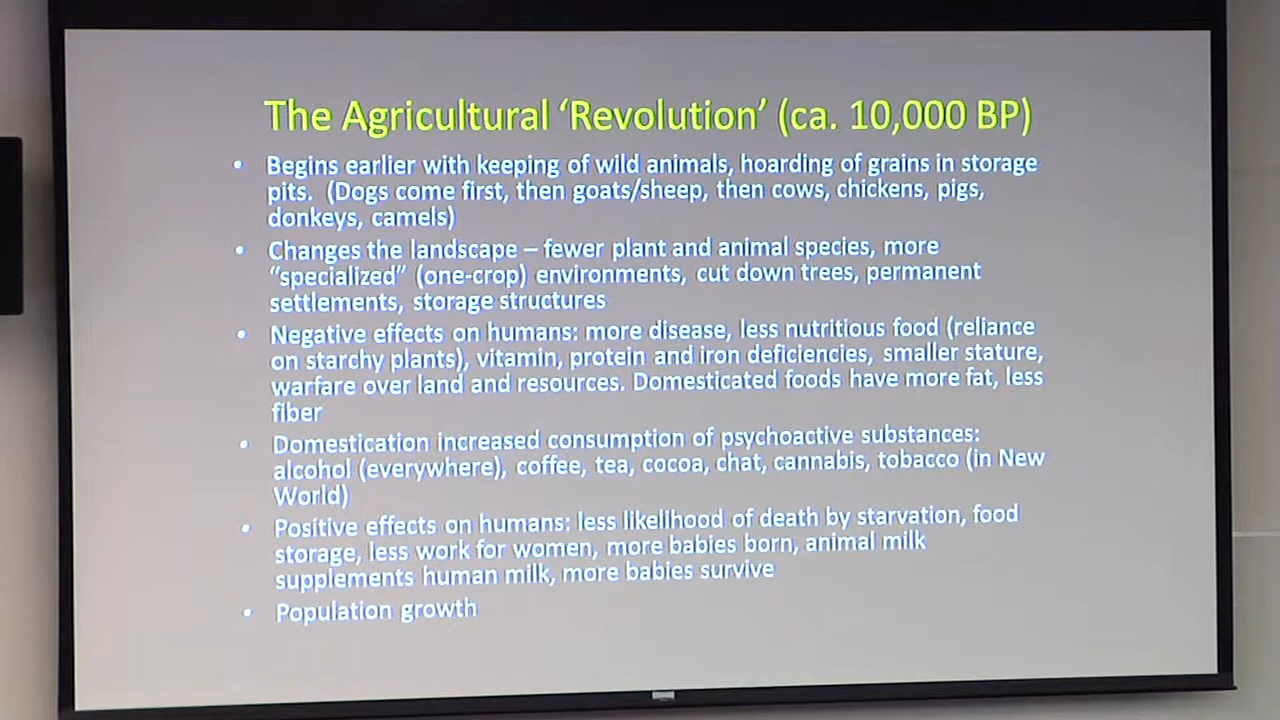 The Agricultural ‘Revolution’ (ca. 10,000 BP)
• Begins earlier with keeping of wild animals, hoarding of grains in storage
pits. (Dogs come first, then goats/sheep, then cows, chickens, pigs,
donkeys, camels)
• Changes the landscape – fewer plant and animal species, more
“specialized” (one-crop) environments, cut down trees, permanent
settlements, storage structures
• Negative effects on humans: more disease, less nutritious food (reliance
on starchy plants), vitamin, protein and iron deficiencies, smaller stature,
warfare over land and resources. Domesticated foods have more fat, less
fiber
• Domestication increased consumption of psychoactive substances:
alcohol (everywhere), coffee, tea, cocoa, chat, cannabis, tobacco (in New
World)
• Positive effects on humans: less likelihood of death by starvation, food
storage, less work for women, more babies born, animal milk
supplements human milk, more babies survive
• Population growth